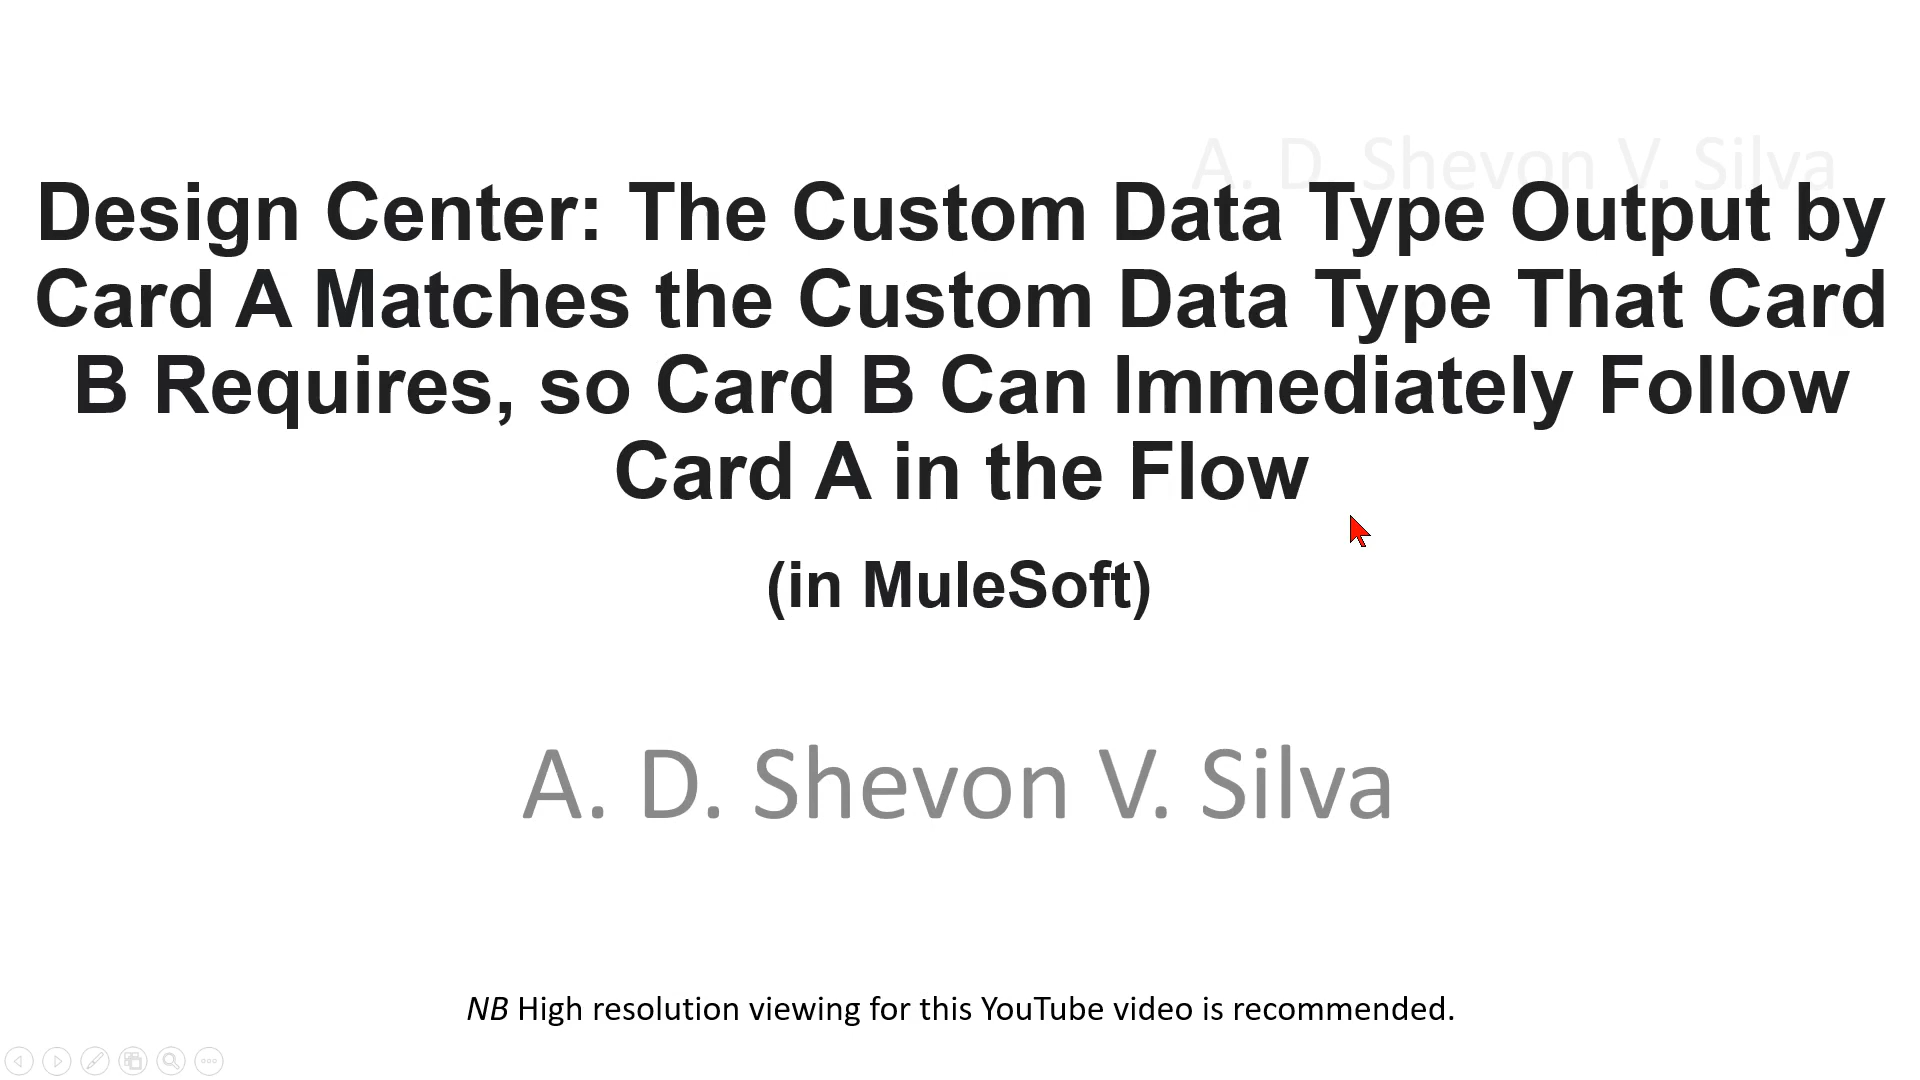 A. D. Shevon V. Silva
Design Center: The Custom Data Type Output by
Card A Matches the Custom Data Type That Card
B Requires, so Card B Can Immediately Follow
Card A in the Flow
(in MuleSoft)
A. D. Shevon V. Silva
NB High resolution viewing for this YouTube video is recommended.